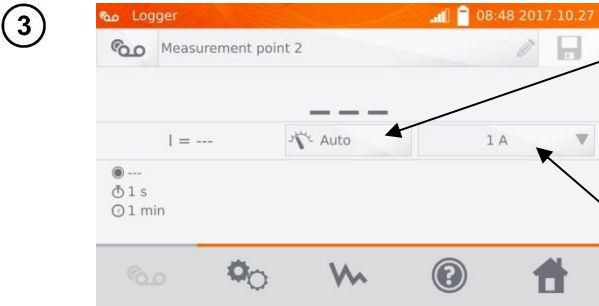 3
Logger 08:48 2017.10.27
Measurement point 2
---
I = --- Auto 1 A
---
1 s
1 min
?